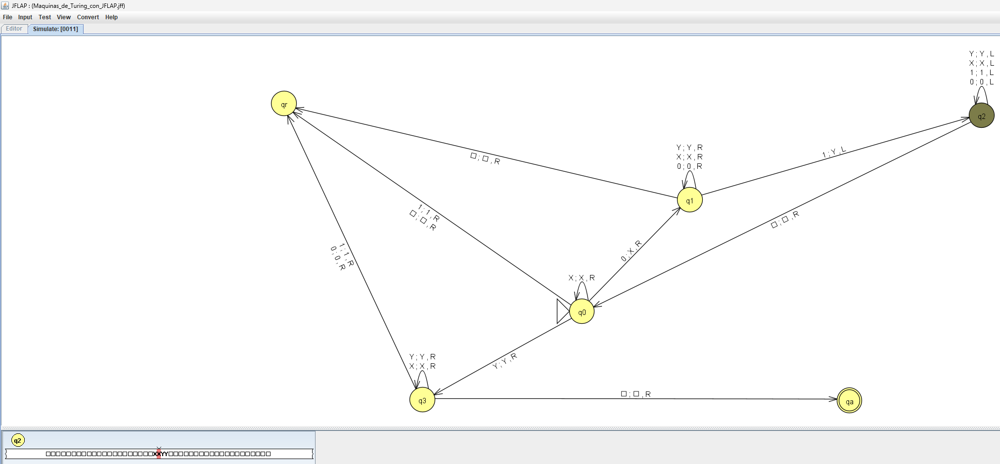 JFLAP : (Maquinas_de_Turing_con_JFLAP.jff)
File Input Test View Convert Help
Editor
Simulate: [0011]
Y ; Y , L
X ; X , L
1 ; 1 , L
0 ; 0 , L
qr
q2
Y ; Y , R
X ; X , R
0 ; 0 , R
□ ; □ , R
1 ; Y , L
q1
1 ; 1 , R
□ ; □ , R
□ ; □ , R
1 ; 1 , R
0 ; 0 , R
0 ; X , R
X ; X , R
q0
Y ; Y , R
Y ; Y , R
X ; X , R
□ ; □ , R
q3
qa
q2
XXYY